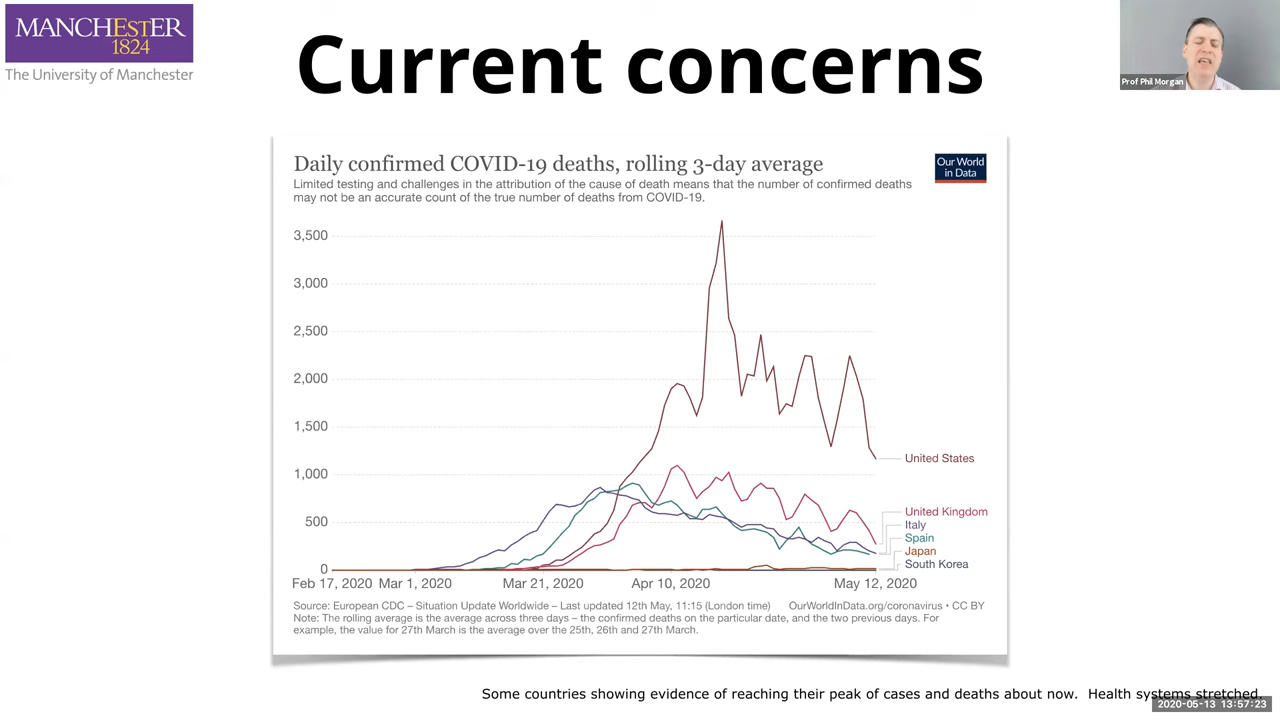 MANCHESTER
1824
The University of Manchester
Current concerns
Prof Phil Morgan
Daily confirmed COVID-19 deaths, rolling 3-day average
Our World
in Data
Limited testing and challenges in the attribution of the cause of death means that the number of confirmed deaths
may not be an accurate count of the true number of deaths from COVID-19.
3,500
3,000
2,500
2,000
1,500
1,000
500
0
United States
United Kingdom
Italy
Spain
Japan
South Korea
Feb 17, 2020 Mar 1, 2020 Mar 21, 2020 Apr 10, 2020 May 12, 2020
Source: European CDC – Situation Update Worldwide – Last updated 12th May, 11:15 (London time) OurWorldInData.org/coronavirus • CC BY
Note: The rolling average is the average across three days – the confirmed deaths on the particular date, and the two previous days. For
example, the value for 27th March is the average over the 25th, 26th and 27th March.
Some countries showing evidence of reaching their peak of cases and deaths about now. Health systems stretched.
2020-05-13 13:57:23